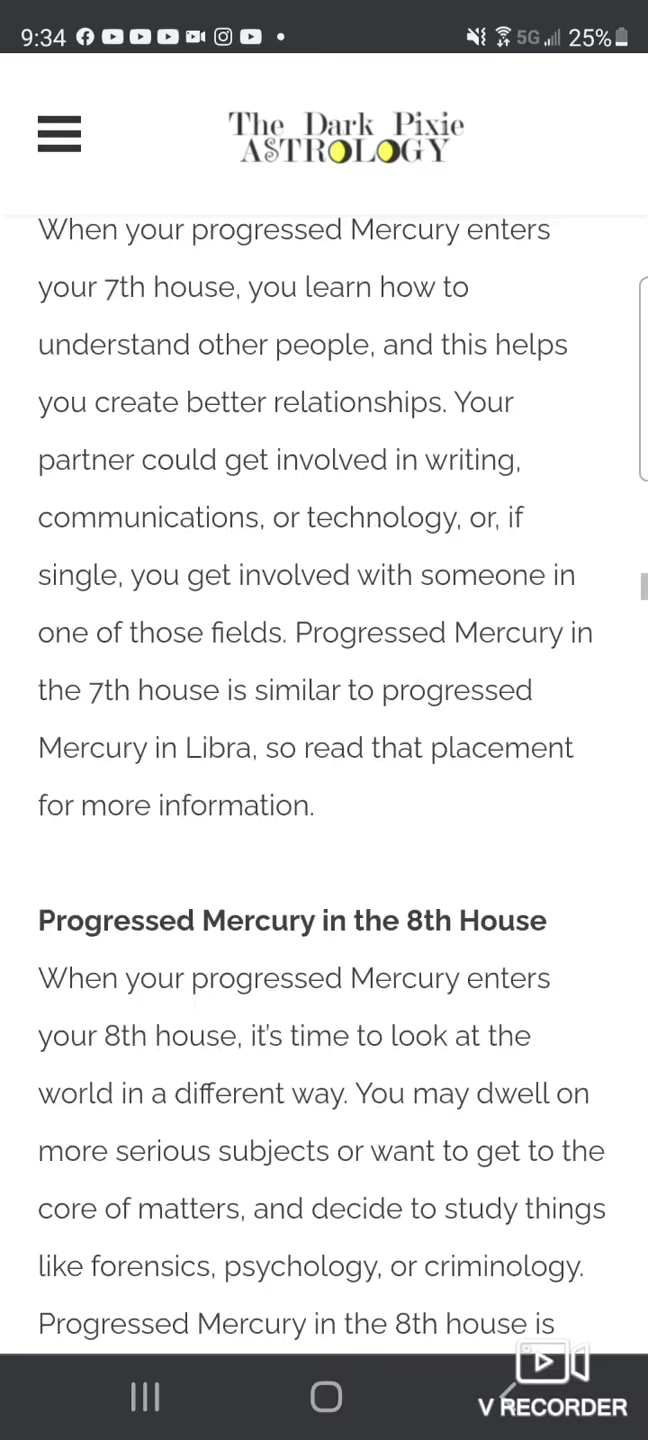 9:34
5G
25%
The Dark Pixie
ASTROLOGY
When your progressed Mercury enters
your 7th house, you learn how to
understand other people, and this helps
you create better relationships. Your
partner could get involved in writing,
communications, or technology, or, if
single, you get involved with someone in
one of those fields. Progressed Mercury in
the 7th house is similar to progressed
Mercury in Libra, so read that placement
for more information.
Progressed Mercury in the 8th House
When your progressed Mercury enters
your 8th house, it's time to look at the
world in a different way. You may dwell on
more serious subjects or want to get to the
core of matters, and decide to study things
like forensics, psychology, or criminology.
Progressed Mercury in the 8th house is
V RECORDER